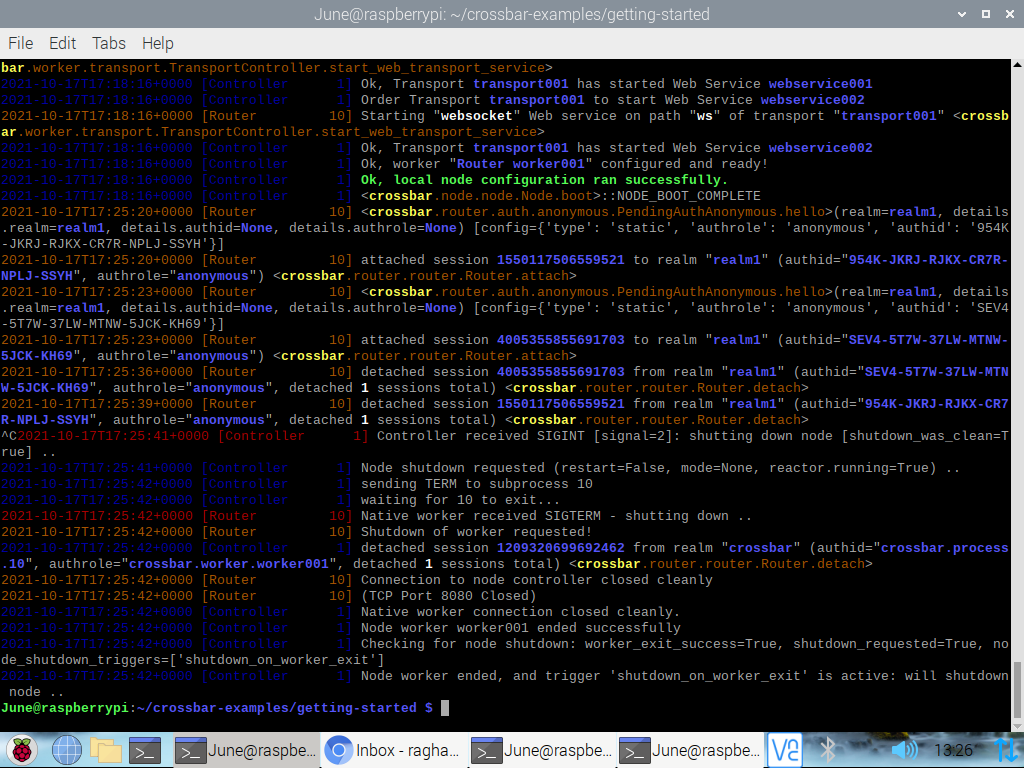 June@raspberrypi: ~/crossbar-examples/getting-started
File Edit Tabs Help
bar.worker.transport.TransportController.start_web_transport_service>
2021-10-17T17:18:16+0000 [Controller      1] Ok, Transport transport001 has started Web Service webservice001
2021-10-17T17:18:16+0000 [Controller      1] Order Transport transport001 to start Web Service webservice002
2021-10-17T17:18:16+0000 [Router         10] Starting "websocket" Web service on path "ws" of transport "transport001" <crossb
ar.worker.transport.TransportController.start_web_transport_service>
2021-10-17T17:18:16+0000 [Controller      1] Ok, Transport transport001 has started Web Service webservice002
2021-10-17T17:18:16+0000 [Controller      1] Ok, worker "Router worker001" configured and ready!
2021-10-17T17:18:16+0000 [Controller      1] Ok, local node configuration ran successfully.
2021-10-17T17:18:16+0000 [Controller      1] <crossbar.node.node.Node.boot>::NODE_BOOT_COMPLETE
2021-10-17T17:25:20+0000 [Router         10] <crossbar.router.auth.anonymous.PendingAuthAnonymous.hello>(realm=realm1, details
.realm=realm1, details.authid=None, details.authrole=None) [config={'type': 'static', 'authrole': 'anonymous', 'authid': '954K
-JKRJ-RJKX-CR7R-NPLJ-SSYH'}]
2021-10-17T17:25:20+0000 [Router         10] attached session 1550117506559521 to realm "realm1" (authid="954K-JKRJ-RJKX-CR7R-
NPLJ-SSYH", authrole="anonymous") <crossbar.router.router.Router.attach>
2021-10-17T17:25:23+0000 [Router         10] <crossbar.router.auth.anonymous.PendingAuthAnonymous.hello>(realm=realm1, details
.realm=realm1, details.authid=None, details.authrole=None) [config={'type': 'static', 'authrole': 'anonymous', 'authid': 'SEV4
-5T7W-37LW-MTNW-5JCK-KH69'}]
2021-10-17T17:25:23+0000 [Router         10] attached session 4005355855691703 to realm "realm1" (authid="SEV4-5T7W-37LW-MTNW-
5JCK-KH69", authrole="anonymous") <crossbar.router.router.Router.attach>
2021-10-17T17:25:36+0000 [Router         10] detached session 4005355855691703 from realm "realm1" (authid="SEV4-5T7W-37LW-MTN
W-5JCK-KH69", authrole="anonymous", detached 1 sessions total) <crossbar.router.router.Router.detach>
2021-10-17T17:25:39+0000 [Router         10] detached session 1550117506559521 from realm "realm1" (authid="954K-JKRJ-RJKX-CR7
R-NPLJ-SSYH", authrole="anonymous", detached 1 sessions total) <crossbar.router.router.Router.detach>
^C2021-10-17T17:25:41+0000 [Controller      1] Controller received SIGINT [signal=2]: shutting down node [shutdown_was_clean=T
rue] ..
2021-10-17T17:25:41+0000 [Controller      1] Node shutdown requested (restart=False, mode=None, reactor.running=True) ..
2021-10-17T17:25:41+0000 [Controller      1] sending TERM to subprocess 10
2021-10-17T17:25:42+0000 [Controller      1] waiting for 10 to exit...
2021-10-17T17:25:42+0000 [Router         10] Native worker received SIGTERM - shutting down ..
2021-10-17T17:25:42+0000 [Router         10] Shutdown of worker requested!
2021-10-17T17:25:42+0000 [Controller      1] detached session 1209320699692462 from realm "crossbar" (authid="crossbar.process
.10", authrole="crossbar.worker.worker001", detached 1 sessions total) <crossbar.router.router.Router.detach>
2021-10-17T17:25:42+0000 [Router         10] Connection to node controller closed cleanly
2021-10-17T17:25:42+0000 [Router         10] (TCP Port 8080 Closed)
2021-10-17T17:25:42+0000 [Controller      1] Native worker connection closed cleanly.
2021-10-17T17:25:42+0000 [Controller      1] Node worker worker001 ended successfully
2021-10-17T17:25:42+0000 [Controller      1] Checking for node shutdown: worker_exit_success=True, shutdown_requested=True, no
de_shutdown_triggers=['shutdown_on_worker_exit']
2021-10-17T17:25:42+0000 [Controller      1] Node worker ended, and trigger 'shutdown_on_worker_exit' is active: will shutdown
 node ..
June@raspberrypi:~/crossbar-examples/getting-started $
June@raspbe... Inbox - ragha... June@raspbe... June@raspbe... 13:26